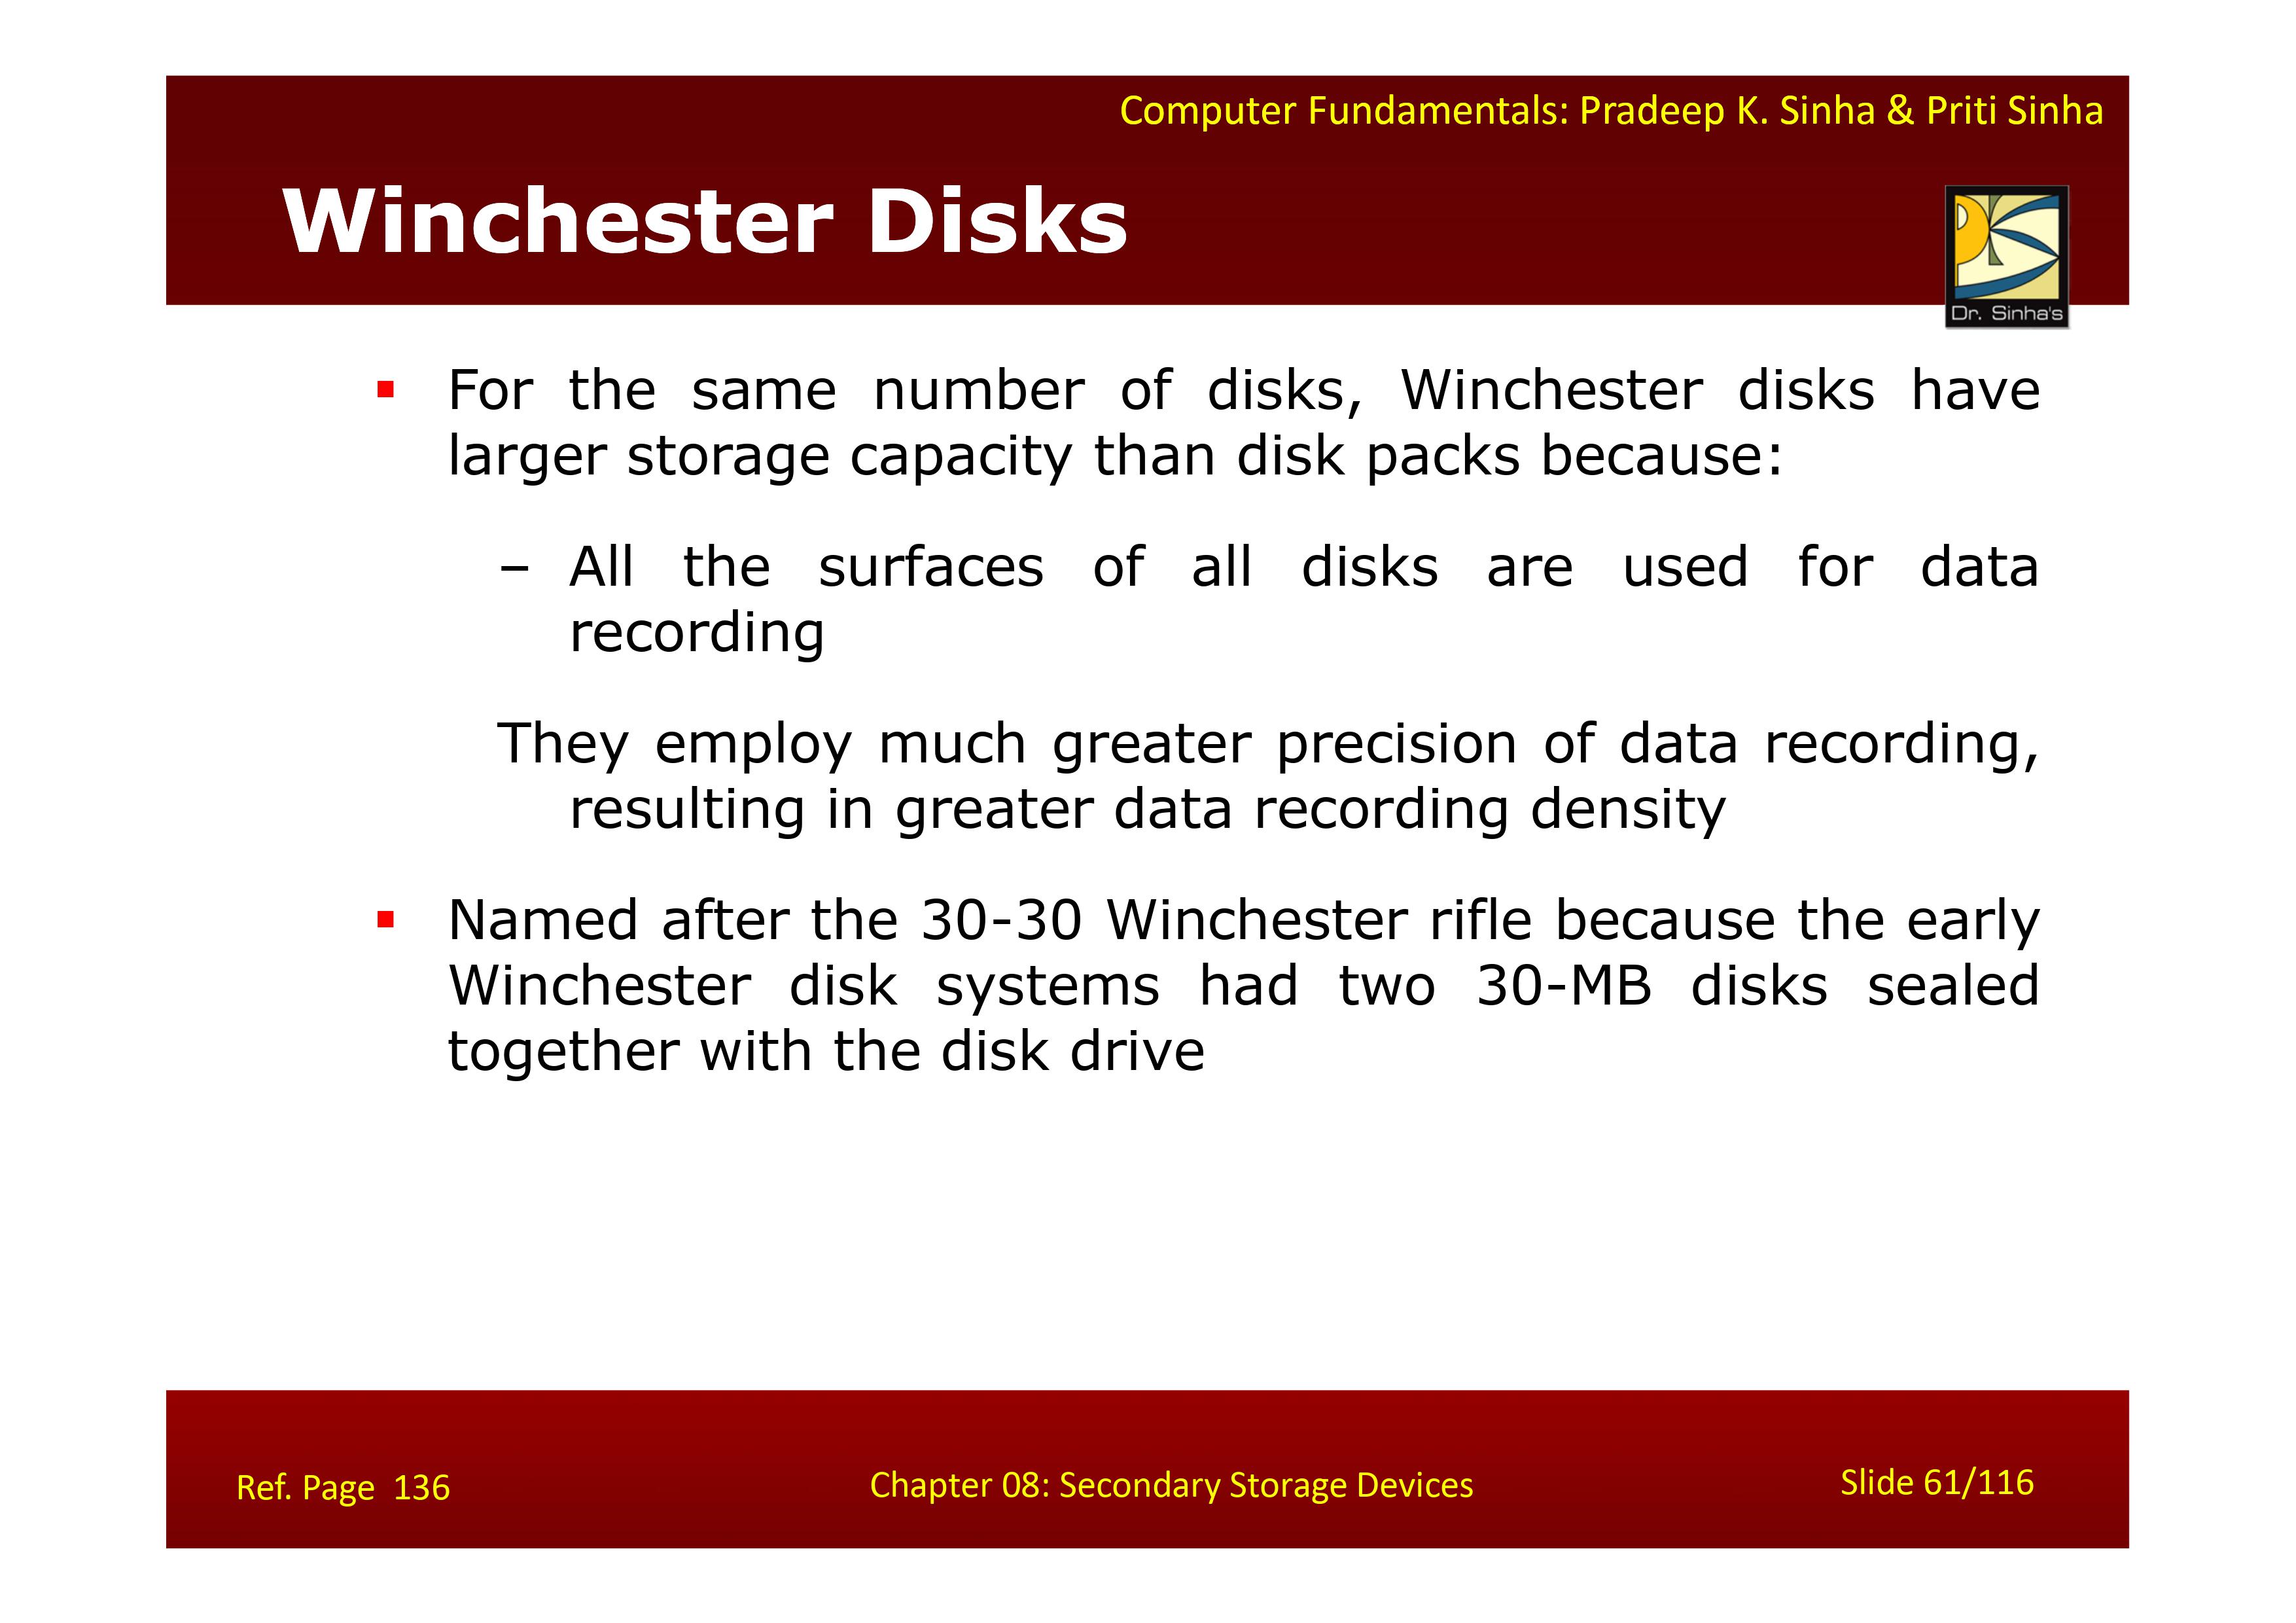 Computer Fundamentals: Pradeep K. Sinha & Priti Sinha
Winchester Disks
Dr. Sinha's
▪ For the same number of disks, Winchester disks have
larger storage capacity than disk packs because:
– All the surfaces of all disks are used for data
recording
They employ much greater precision of data recording,
resulting in greater data recording density
▪ Named after the 30-30 Winchester rifle because the early
Winchester disk systems had two 30-MB disks sealed
together with the disk drive
Ref. Page 136
Chapter 08: Secondary Storage Devices
Slide 61/116